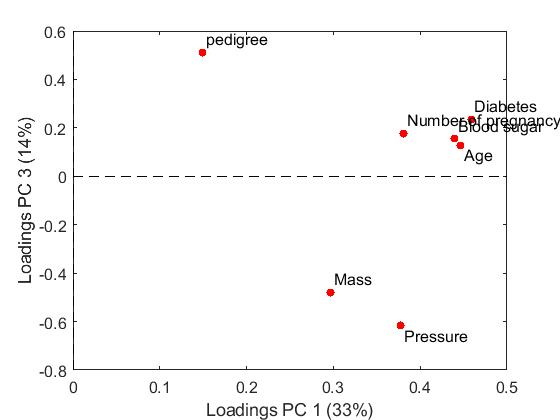 0.6
pedigree
0.4
Diabetes
0.2
Number of pregnancy
Blood sugar
Age
0
-0.2
-0.4
Mass
-0.6
Pressure
-0.8
0
0.1
0.2
0.3
0.4
0.5
Loadings PC 3 (14%)
Loadings PC 1 (33%)